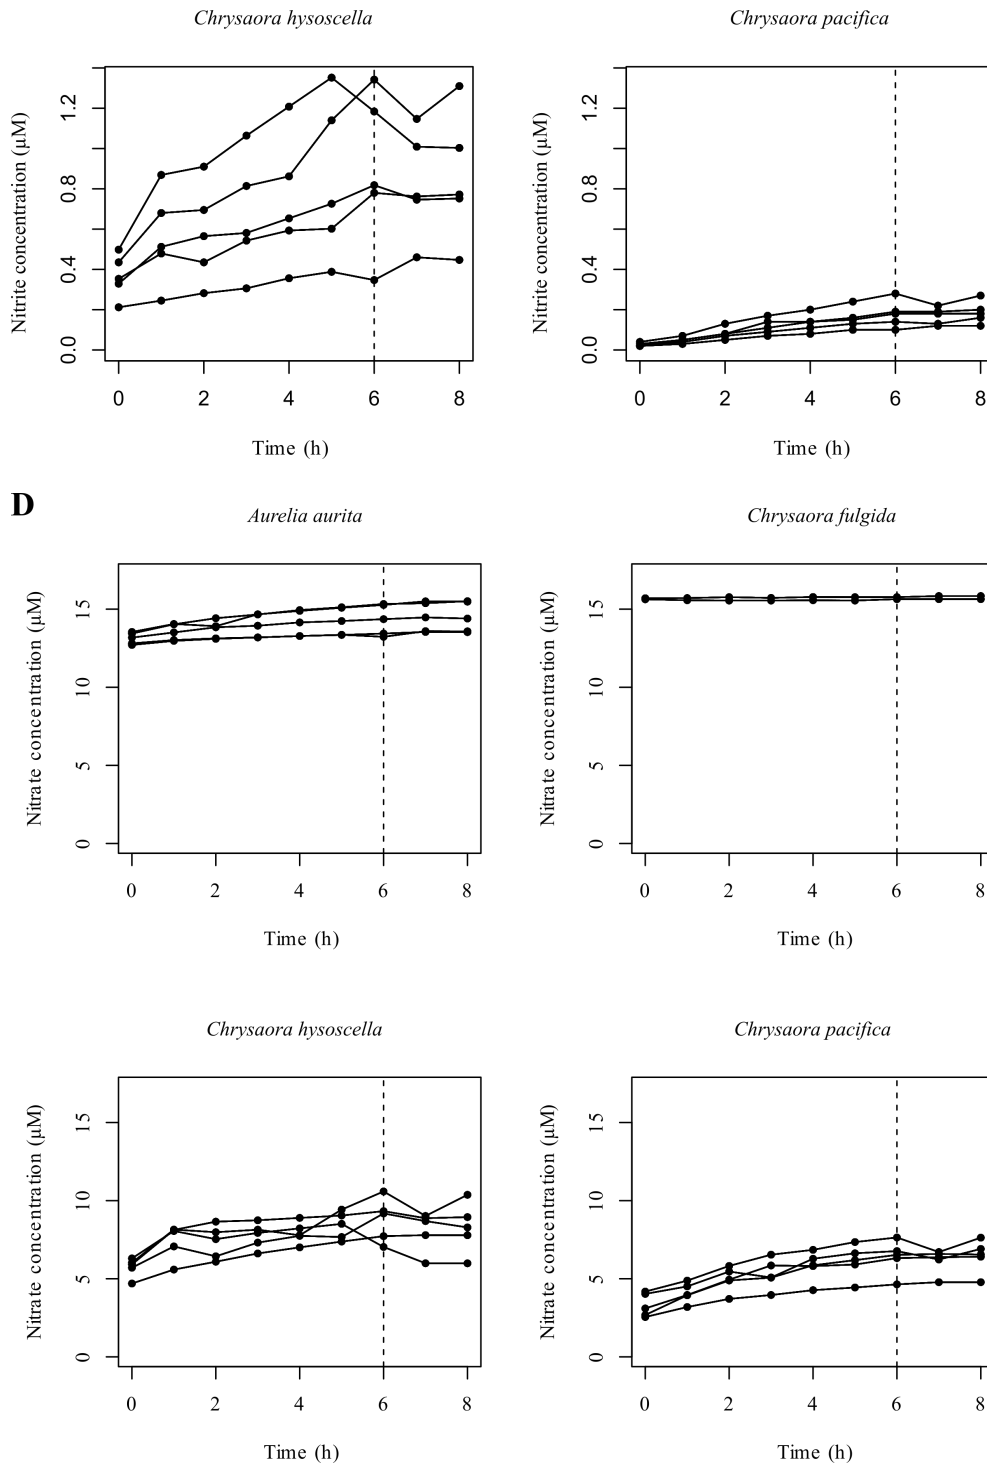 Chrysaora hysoscella
Chrysaora pacifica
Nitrite concentration (µM)
0.0 0.4 0.8 1.2
0 2 4 6 8
Time (h)
Nitrite concentration (µM)
0.0 0.4 0.8 1.2
0 2 4 6 8
Time (h)
D
Aurelia aurita
Chrysaora fulgida
Nitrate concentration (µM)
0 5 10 15
0 2 4 6 8
Time (h)
Nitrate concentration (µM)
0 5 10 15
0 2 4 6 8
Time (h)
Chrysaora hysoscella
Chrysaora pacifica
Nitrate concentration (µM)
0 5 10 15
0 2 4 6 8
Time (h)
Nitrate concentration (µM)
0 5 10 15
0 2 4 6 8
Time (h)